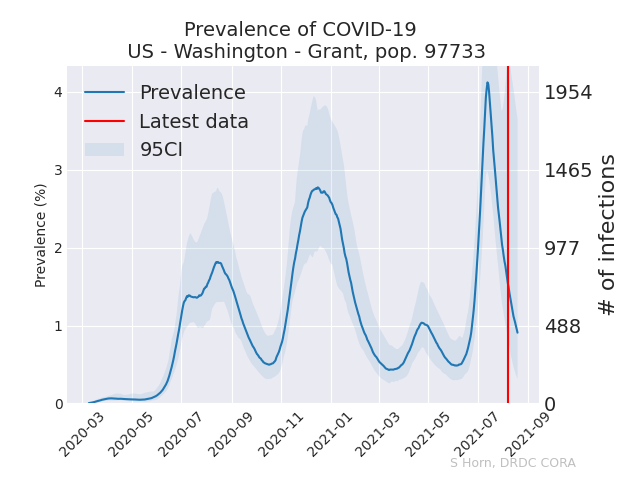 Prevalence of COVID-19
US - Washington - Grant, pop. 97733
Prevalence
Latest data
95CI
Prevalence (%)
4
3
2
1
0
1954
1465
977
488
0
# of infections
2020-03
2020-05
2020-07
2020-09
2020-11
2021-01
2021-03
2021-05
2021-07
2021-09
S Horn, DRDC CORA